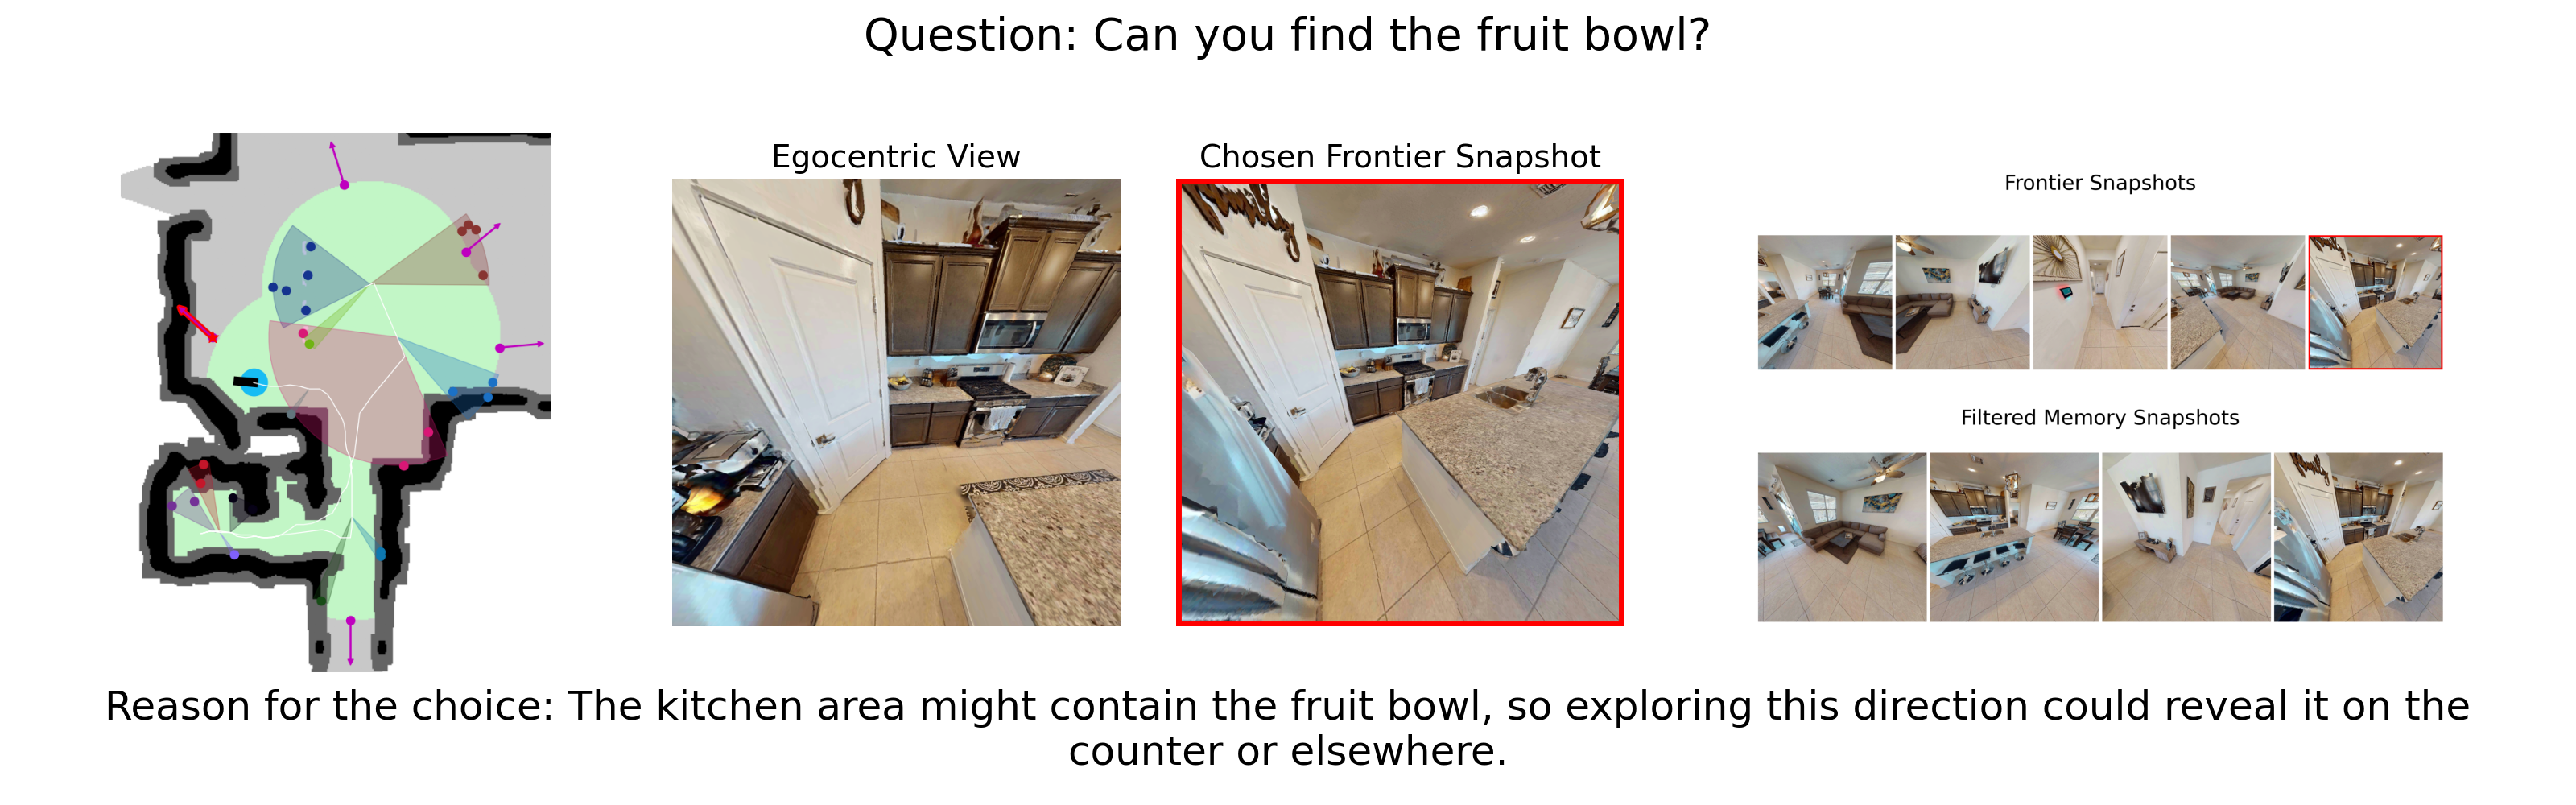 Question: Can you find the fruit bowl?
Egocentric View
Chosen Frontier Snapshot
Frontier Snapshots
Filtered Memory Snapshots
Reason for the choice: The kitchen area might contain the fruit bowl, so exploring this direction could reveal it on the
counter or elsewhere.